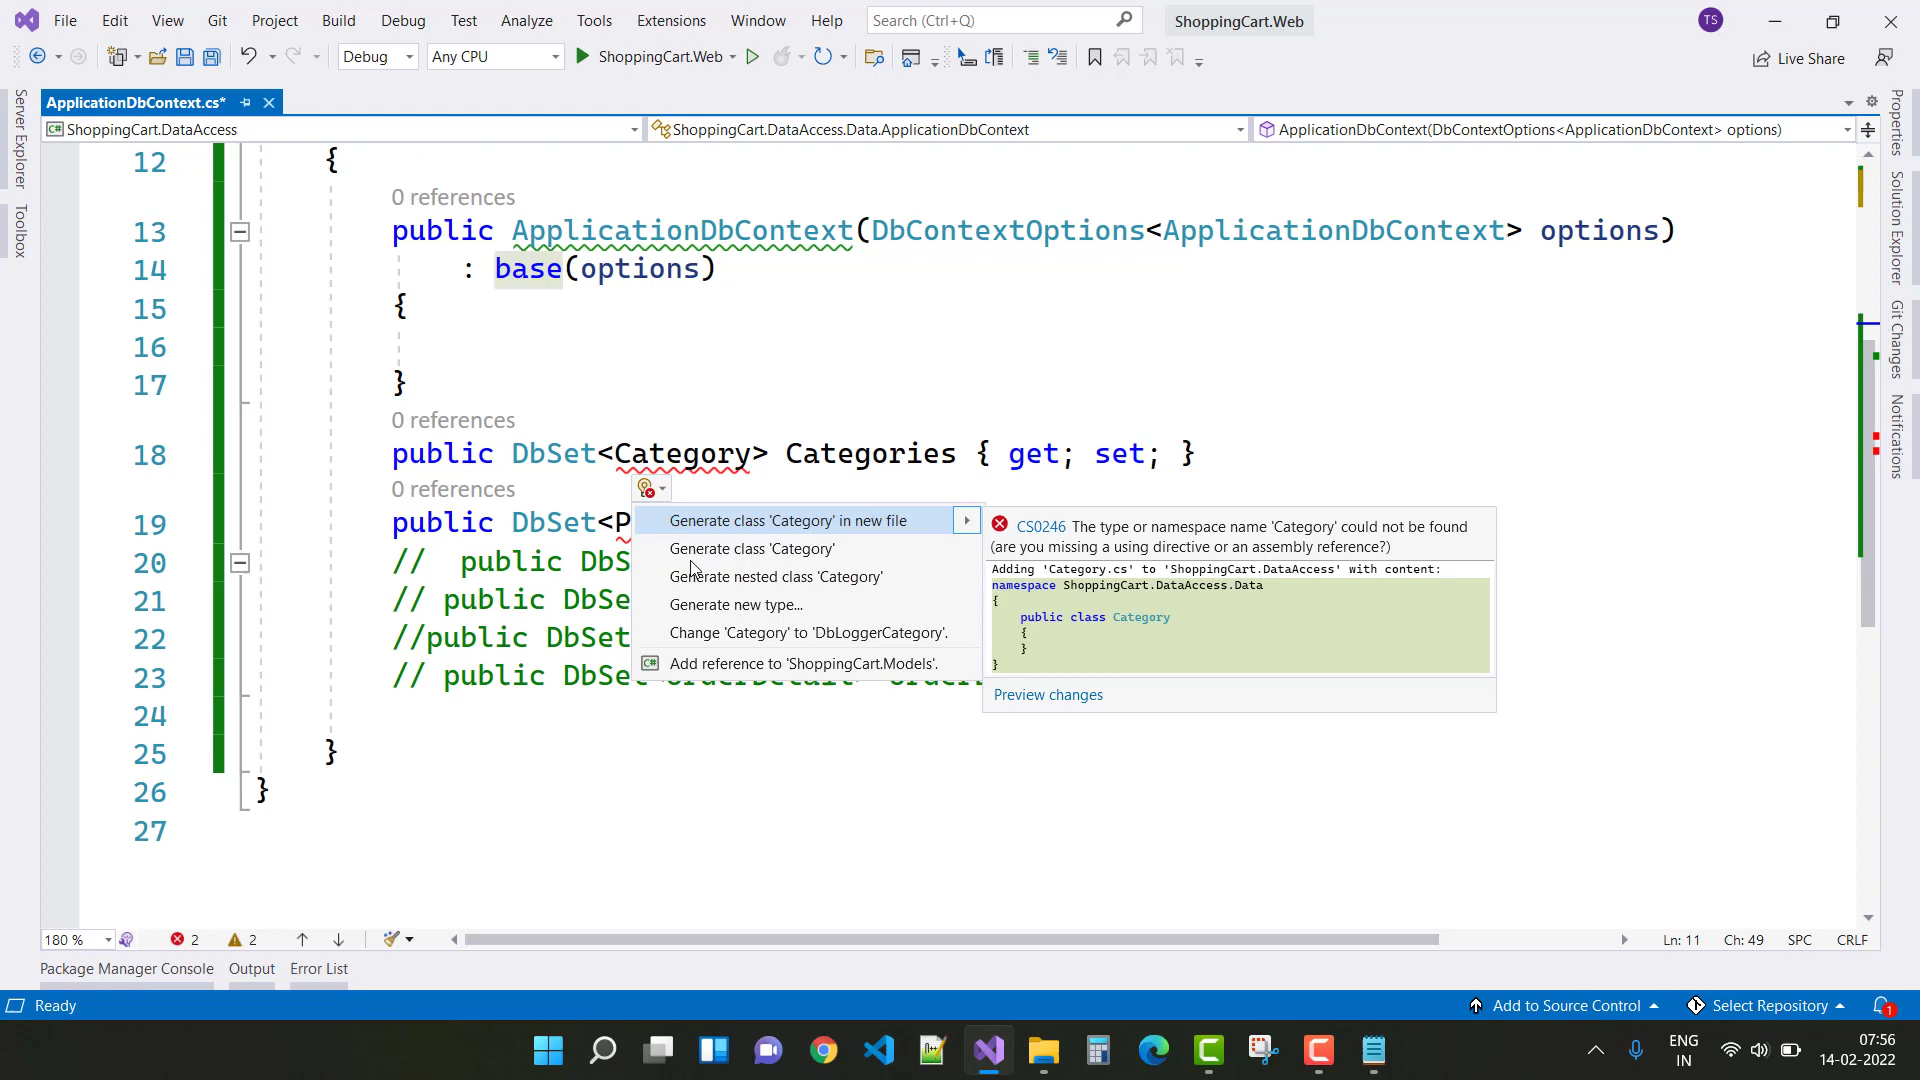 File Edit View Git Project Build Debug Test Analyze Tools Extensions Window Help Search (Ctrl+Q) ShoppingCart.Web TS
Debug Any CPU ShoppingCart.Web Live Share
ApplicationDbContext.cs*
ShoppingCart.DataAccess ShoppingCart.DataAccess.Data.ApplicationDbContext ApplicationDbContext(DbContextOptions<ApplicationDbContext> options)
Server Explorer
Toolbox
Properties
Solution Explorer
Git Changes
Notifications
12 {
0 references
13 public ApplicationDbContext(DbContextOptions<ApplicationDbContext> options)
14 : base(options)
15 {
16
17 }
0 references
18 public DbSet<Category> Categories { get; set; }
0 references
19 public DbSet<P
20 // public DbS
21 // public DbSe
22 //public DbSet
23 // public DbSet
24
25 }
26 }
27
Generate class 'Category' in new file
Generate class 'Category'
Generate nested class 'Category'
Generate new type...
Change 'Category' to 'DbLoggerCategory'.
C# Add reference to 'ShoppingCart.Models'.
CS0246 The type or namespace name 'Category' could not be found
(are you missing a using directive or an assembly reference?)
Adding 'Category.cs' to 'ShoppingCart.DataAccess' with content:
namespace ShoppingCart.DataAccess.Data
{
public class Category
{
}
}
Preview changes
180 % 2 2 Ln: 11 Ch: 49 SPC CRLF
Package Manager Console Output Error List
Ready Add to Source Control Select Repository 1
ENG
IN
07:56
14-02-2022